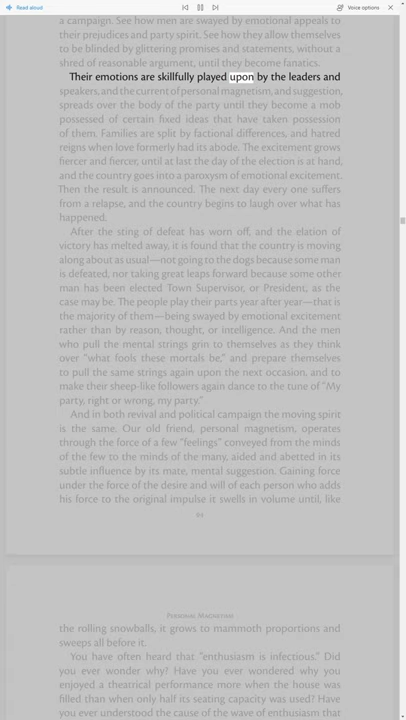 Read aloud
Voice options
a campaign. See how men are swayed by emotional appeals to
their prejudices and party spirit. See how they allow themselves
to be blinded by glittering promises and statements, without a
shred of reasonable argument, until they become fanatics.
Their emotions are skillfully played upon by the leaders and
speakers, and the current of personal magnetism, and suggestion,
spreads over the body of the party until they become a mob
possessed of certain fixed ideas that have taken possession
of them. Families are split by factional differences, and hatred
reigns when love formerly had its abode. The excitement grows
fiercer and fiercer, until at last the day of the election is at hand,
and the country goes into a paroxysm of emotional excitement.
Then the result is announced. The next day every one suffers
from a relapse, and the country begins to laugh over what has
happened.
After the sting of defeat has worn off, and the elation of
victory has melted away, it is found that the country is moving
along about as usual—not going to the dogs because some man
is defeated, nor taking great leaps forward because some other
man has been elected Town Supervisor, or President, as the
case may be. The people play their parts year after year—that is
the majority of them—being swayed by emotional excitement
rather than by reason, thought, or intelligence. And the men
who pull the mental strings grin to themselves as they think
over “what fools these mortals be,” and prepare themselves
to pull the same strings again upon the next occasion, and to
make their sheep-like followers again dance to the tune of “My
party, right or wrong, my party.”
And in both revival and political campaign the moving spirit
is the same. Our old friend, personal magnetism, operates
through the force of a few “feelings” conveyed from the minds
of the few to the minds of the many, aided and abetted in its
subtle influence by its mate, mental suggestion. Gaining force
under the force of the desire and will of each person who adds
his force to the original impulse it swells in volume until, like
Personal Magnetism
the rolling snowballs, it grows to mammoth proportions and
sweeps all before it.
You have often heard that “enthusiasm is infectious.” Did
you ever wonder why? Have you ever wondered why you
enjoyed a theatrical performance more when the house was
filled than when only half its seating capacity was used? Have
you ever understood the cause of the wave of enthusiasm that